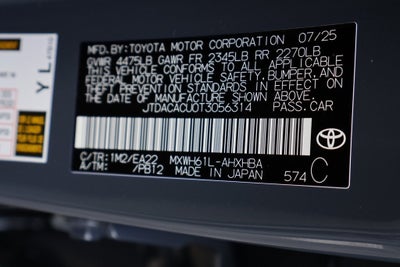 MFD.BY:TOYOTA MOTOR CORPORATION 07/25
GVWR 4475LB GAWR FR 2345LB RR 2270LB
THIS VEHICLE CONFORMS TO ALL APPLICABLE
FEDERAL MOTOR VEHICLE SAFETY,BUMPER,AND
THEFT PREVENTION STANDARDS IN EFFECT ON
THE DATE OF MANUFACTURE SHOWN ABOVE.
JTDACACU0T3056314 PASS.CAR
C/TR:1M2/EA22 MXWH61L-AHXHBA
A/TM: /PB12 MADE IN JAPAN 574 C
YL